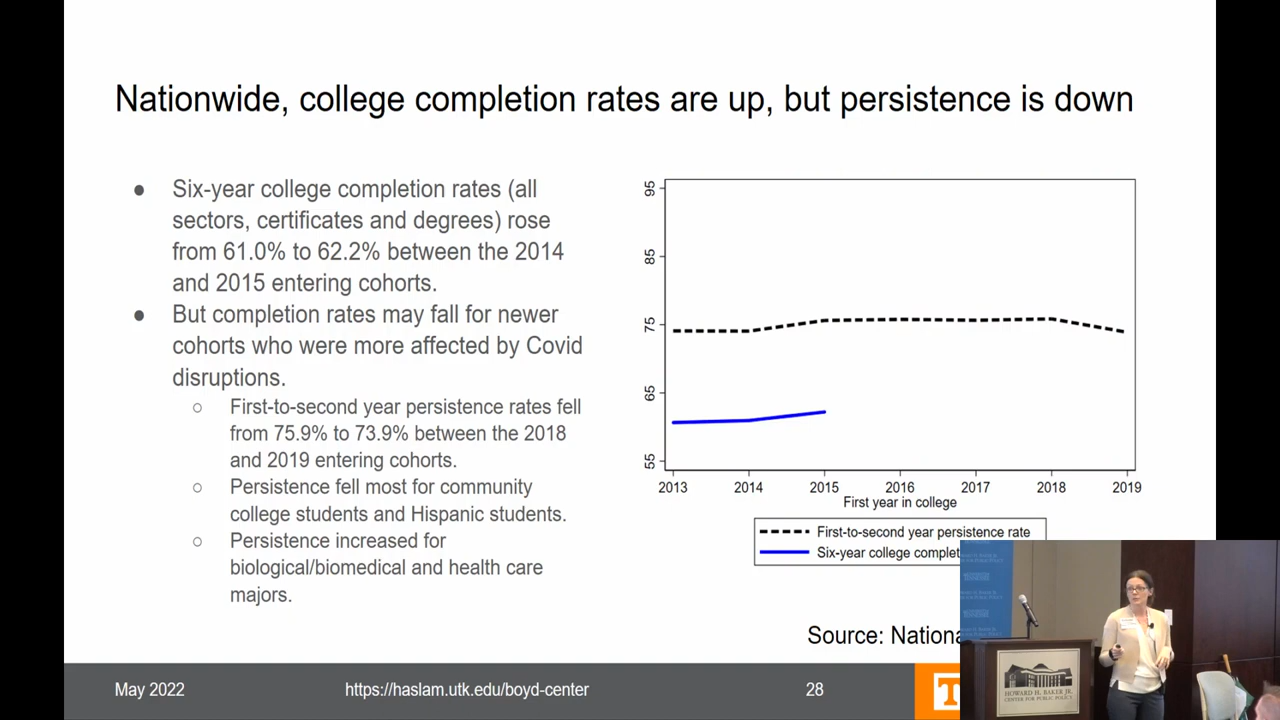 Nationwide, college completion rates are up, but persistence is down
● Six-year college completion rates (all
sectors, certificates and degrees) rose
from 61.0% to 62.2% between the 2014
and 2015 entering cohorts.
● But completion rates may fall for newer
cohorts who were more affected by Covid
disruptions.
○ First-to-second year persistence rates fell
from 75.9% to 73.9% between the 2018
and 2019 entering cohorts.
○ Persistence fell most for community
college students and Hispanic students.
○ Persistence increased for
biological/biomedical and health care
majors.
95
85
75
65
55
2013 2014 2015 2016 2017 2018 2019
First year in college
First-to-second year persistence rate
Six-year college complet
Source: Nationa
May 2022 https://haslam.utk.edu/boyd-center 28
T
HOWARD H. BAKER JR.
CENTER FOR PUBLIC POLICY